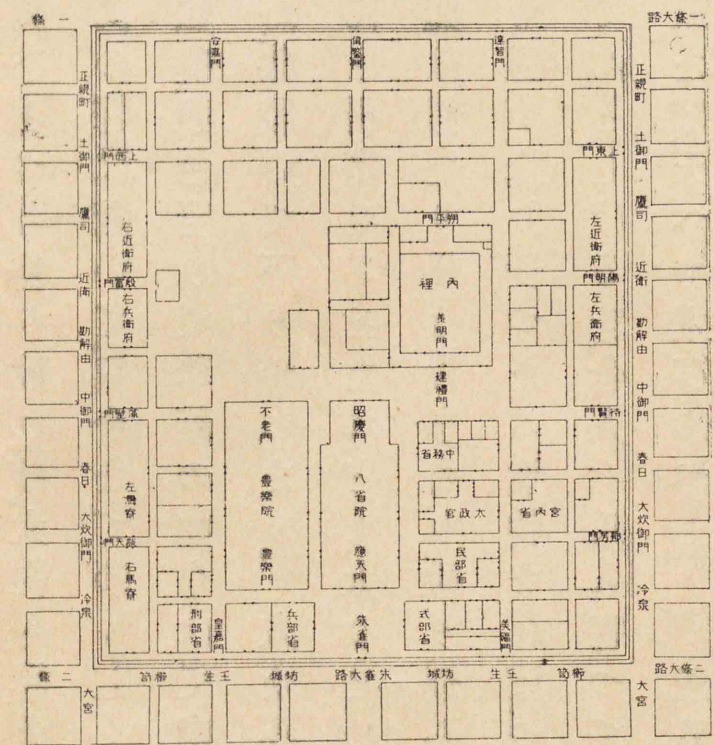 一條
一條大路
安嘉門
偉鑒門
達智門
正親町
土御門
鷹司
近衛
勘解由
中御門
春日
大炊御門
冷泉
二條
大宮
正親町
土御門
鷹司
近衛
勘解由
中御門
春日
大炊御門
冷泉
二條大路
大宮
上西門
上東門
右近衛府
左近衛府
朔平門
殷富門
陽明門
內裡
右兵衛府
左兵衛府
建禮門
藻壁門
待賢門
不老門
豊樂院
豊樂門
昭慶門
八省院
應天門
中務省
太政官
宮內省
左馬寮
右馬寮
談天門
郁芳門
民部省
刑部省
皇嘉門
兵部省
朱雀門
式部省
美福門
櫛笥
壬生
坊城
朱雀大路
坊城
壬生
櫛笥